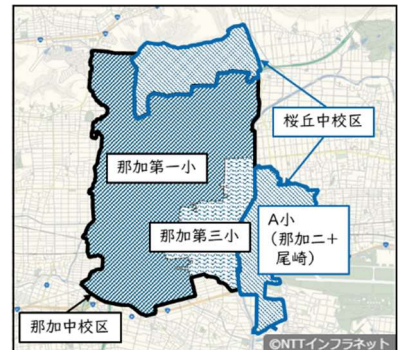 桜丘中校区
那加第一小
那加第三小
A小
（那加二＋
尾崎）
那加中校区
©NTTインフラネット